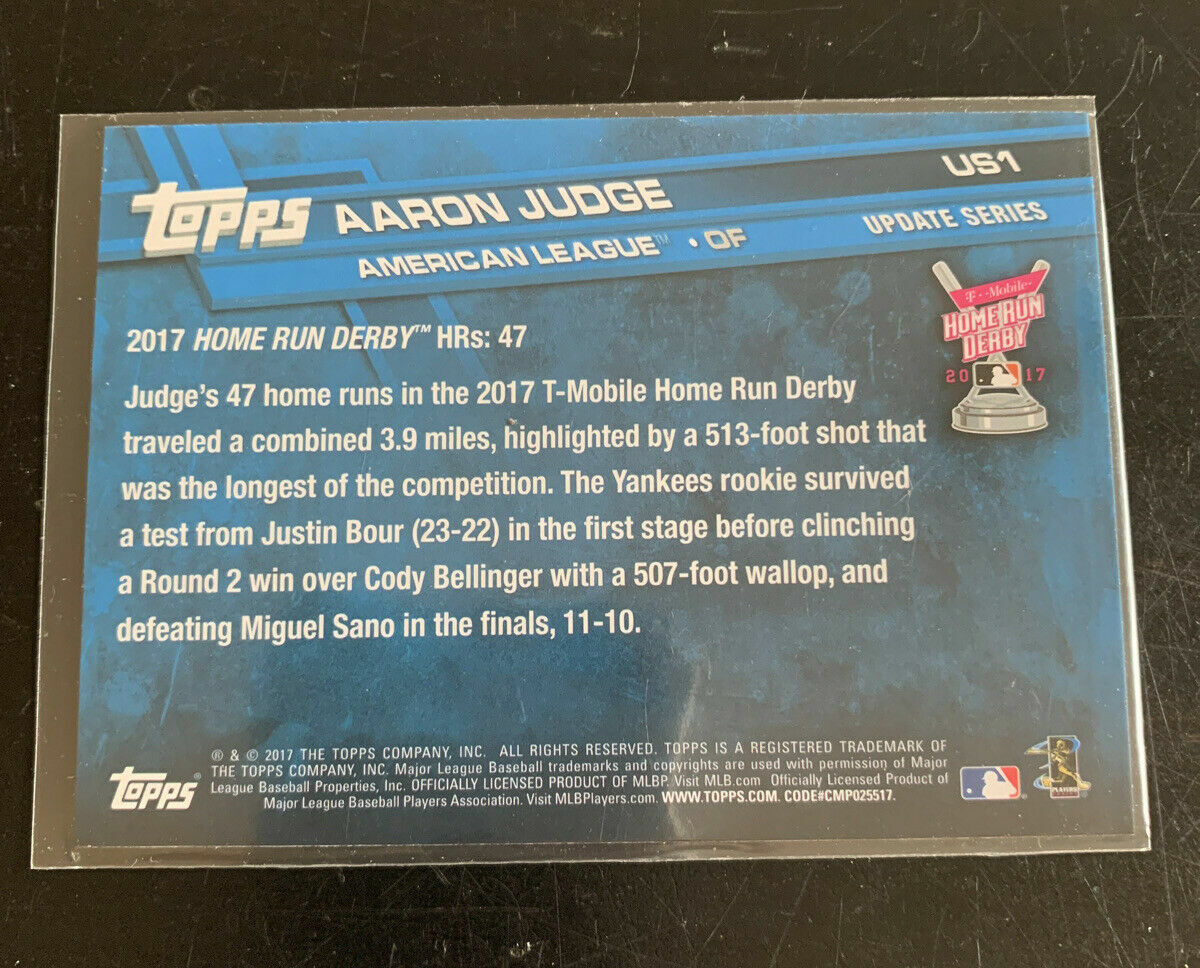 TOPPS AARON JUDGE US1
AMERICAN LEAGUE™ • OF UPDATE SERIES
T-Mobile
HOME RUN
DERBY
2017
2017 HOME RUN DERBY™ HRs: 47
Judge's 47 home runs in the 2017 T-Mobile Home Run Derby
traveled a combined 3.9 miles, highlighted by a 513-foot shot that
was the longest of the competition. The Yankees rookie survived
a test from Justin Bour (23-22) in the first stage before clinching
a Round 2 win over Cody Bellinger with a 507-foot wallop, and
defeating Miguel Sano in the finals, 11-10.
TOPPS®
® & © 2017 THE TOPPS COMPANY, INC. ALL RIGHTS RESERVED. TOPPS IS A REGISTERED TRADEMARK OF
THE TOPPS COMPANY, INC. Major League Baseball trademarks and copyrights are used with permission of Major
League Baseball Properties, Inc. OFFICIALLY LICENSED PRODUCT OF MLBP. Visit MLB.com Officially Licensed Product of
Major League Baseball Players Association. Visit MLBPlayers.com. WWW.TOPPS.COM. CODE#CMP025517.
PLAYERS